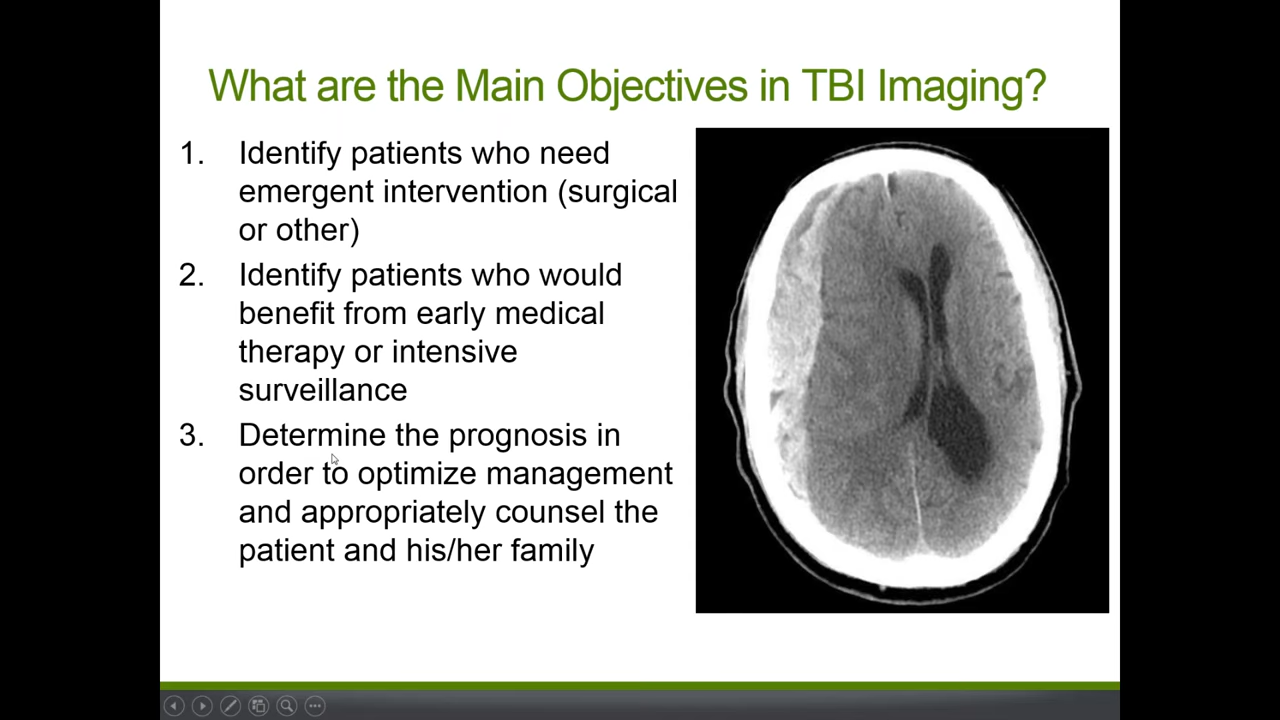 What are the Main Objectives in TBI Imaging?
1. Identify patients who need
emergent intervention (surgical
or other)
2. Identify patients who would
benefit from early medical
therapy or intensive
surveillance
3. Determine the prognosis in
order to optimize management
and appropriately counsel the
patient and his/her family